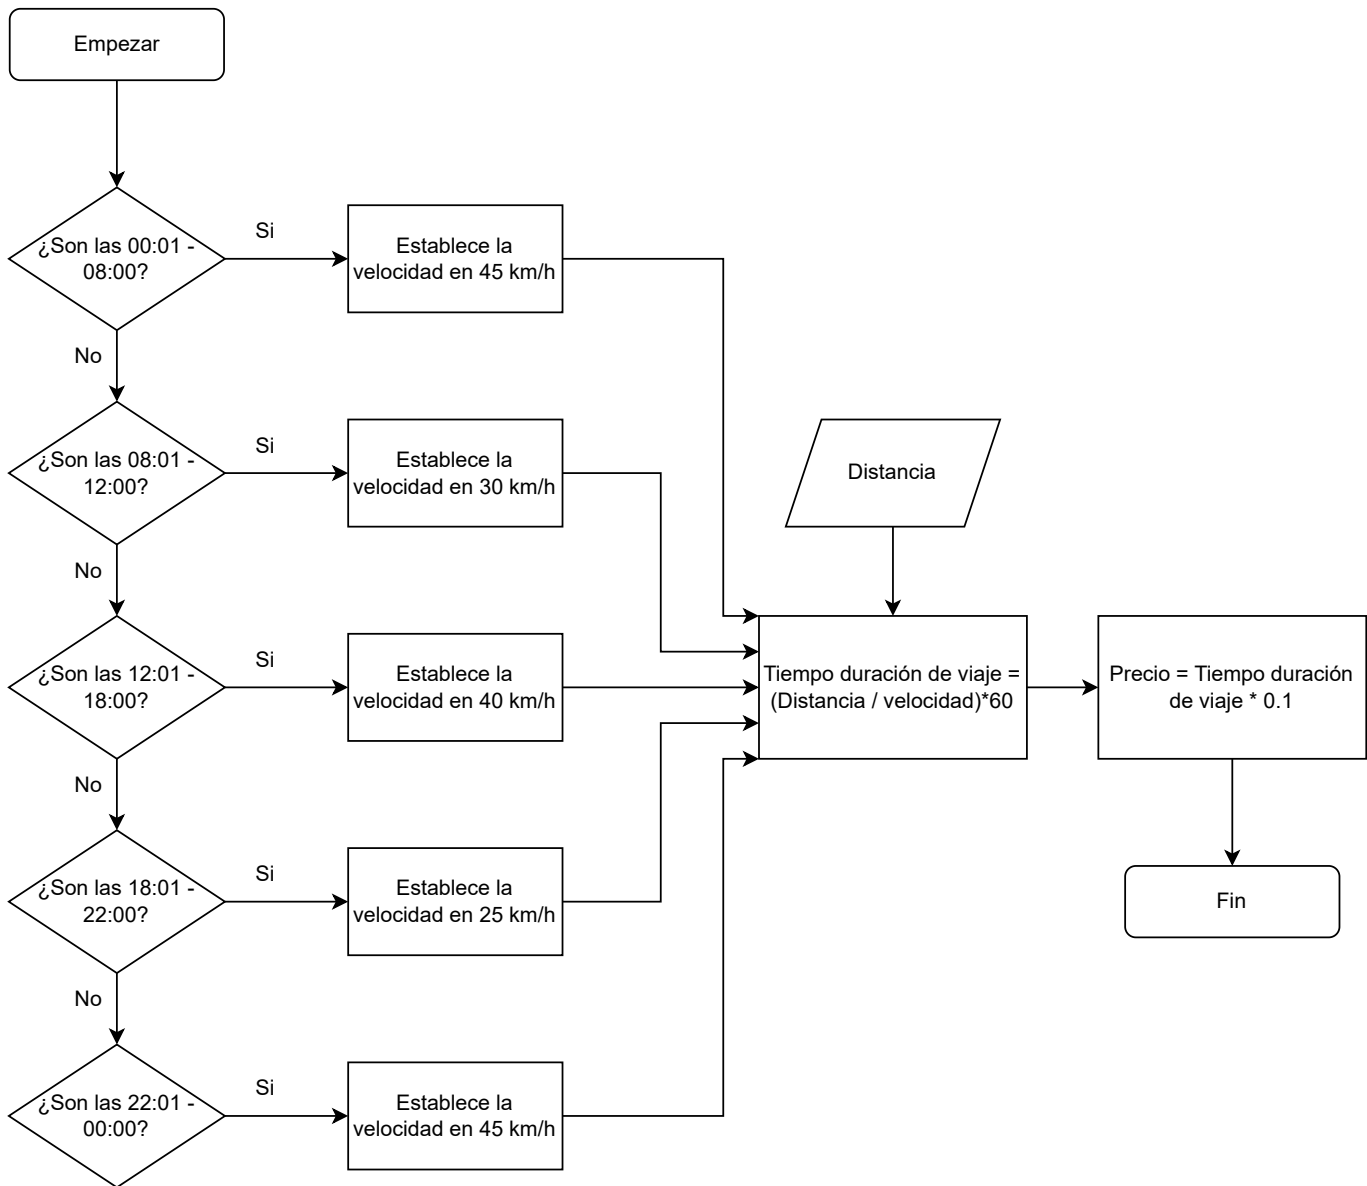 Empezar
¿Son las 00:01 -
08:00?
Si
Establece la
velocidad en 45 km/h
No
¿Son las 08:01 -
12:00?
Si
Establece la
velocidad en 30 km/h
Distancia
No
¿Son las 12:01 -
18:00?
Si
Establece la
velocidad en 40 km/h
Tiempo duración de viaje =
(Distancia / velocidad)*60
Precio = Tiempo duración
de viaje * 0.1
No
¿Son las 18:01 -
22:00?
Si
Establece la
velocidad en 25 km/h
Fin
No
¿Son las 22:01 -
00:00?
Si
Establece la
velocidad en 45 km/h